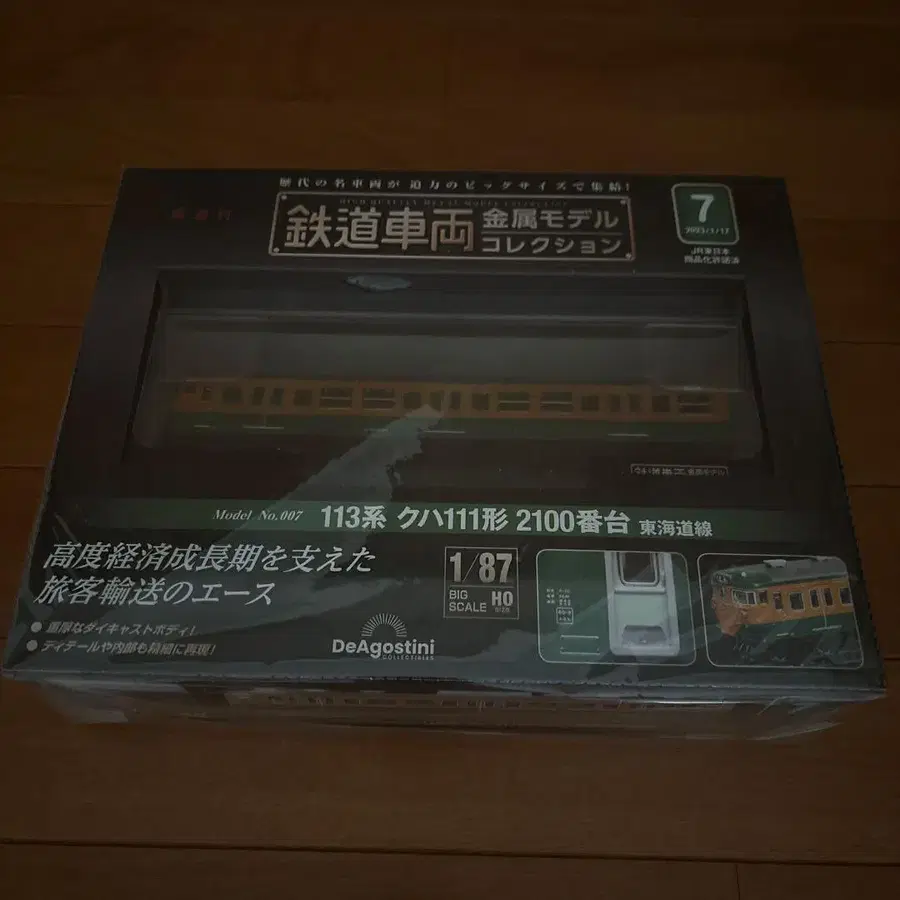 歴代の名車両が迫力のビッグサイズで集結!
HIGH QUALITY METAL MODEL COLLECTION
鉄道車両
金属モデル
コレクション
7
JR東日本
商品化許諾済
Model No.007 113系 クハ111形 2100番台 東海道線
高度経済成長期を支えた
旅客輸送のエース
● 重厚なダイキャストボディ!
● ディテールや内部も精細に再現!
DeAgostini
COLLECTIBLES
1/87
BIG SCALE
HO